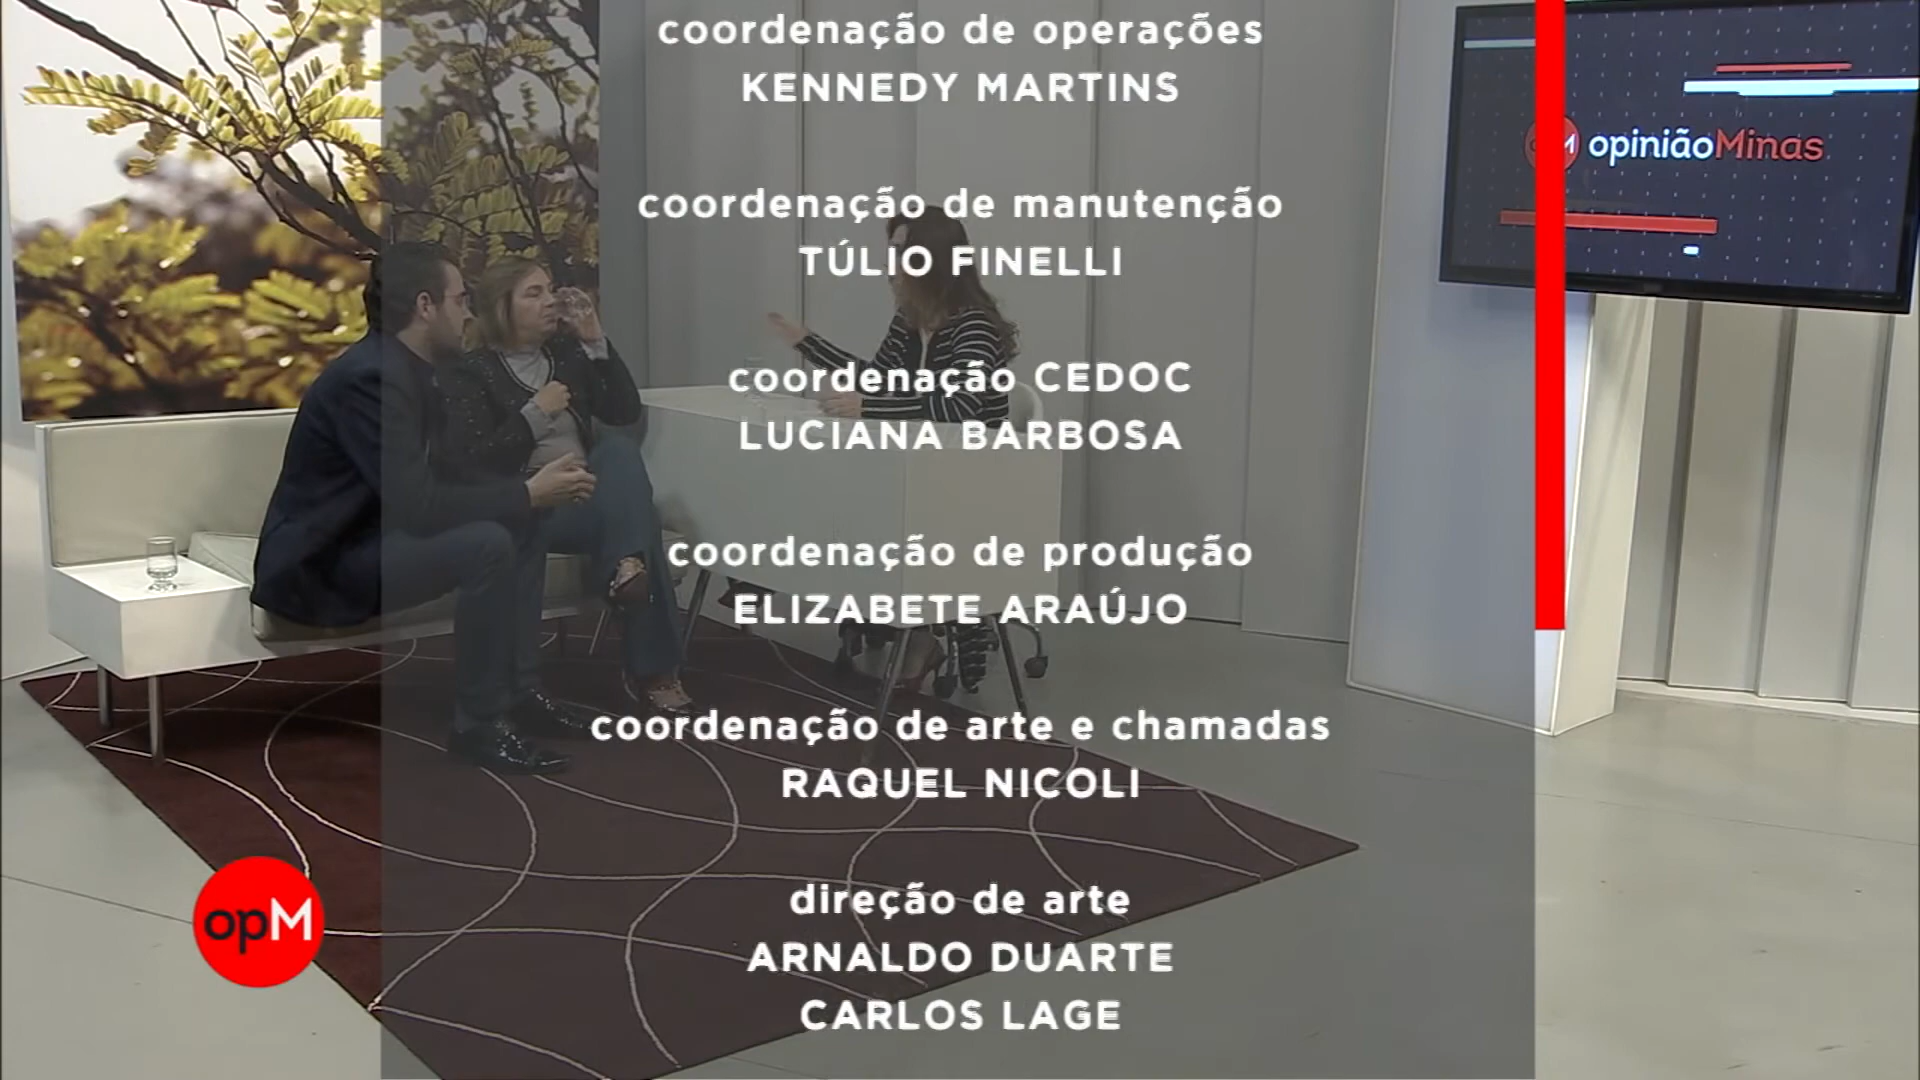 coordenação de operações
KENNEDY MARTINS
coordenação de manutenção
TÚLIO FINELLI
coordenação CEDOC
LUCIANA BARBOSA
coordenação de produção
ELIZABETE ARAÚJO
coordenação de arte e chamadas
RAQUEL NICOLI
direção de arte
ARNALDO DUARTE
CARLOS LAGE
opiniãoMinas
opM